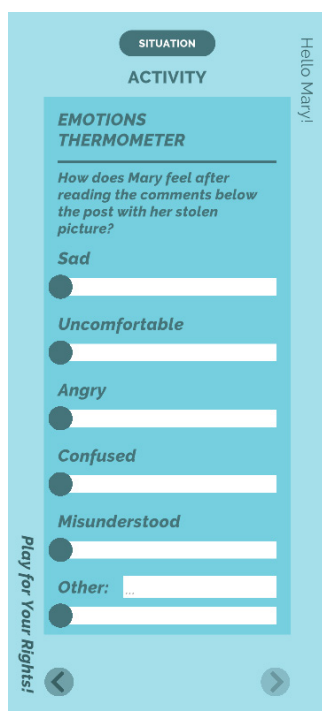 SITUATION
Hello Mary!
ACTIVITY
EMOTIONS
THERMOMETER
How does Mary feel after
reading the comments below
the post with her stolen
picture?
Sad
Uncomfortable
Angry
Confused
Misunderstood
Other: ...
Play for Your Rights!